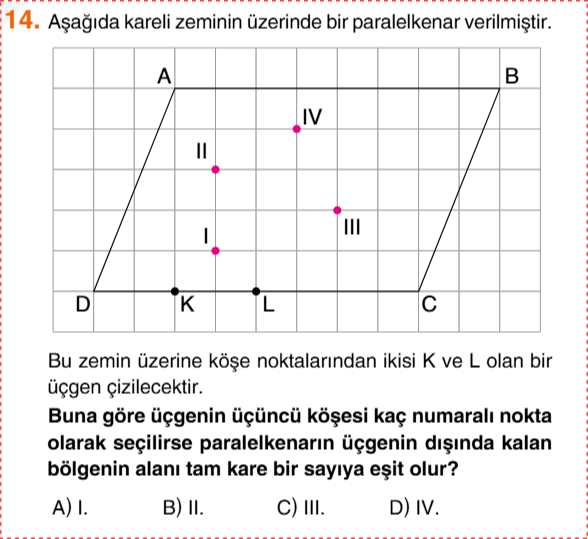 14. Aşağıda kareli zeminin üzerinde bir paralelkenar verilmiştir.
A
B
IV
II
III
I
D
K
L
C
Bu zemin üzerine köşe noktalarından ikisi K ve L olan bir
üçgen çizilecektir.
Buna göre üçgenin üçüncü köşesi kaç numaralı nokta
olarak seçilirse paralelkenarın üçgenin dışında kalan
bölgenin alanı tam kare bir sayıya eşit olur?
A) I.
B) II.
C) III.
D) IV.